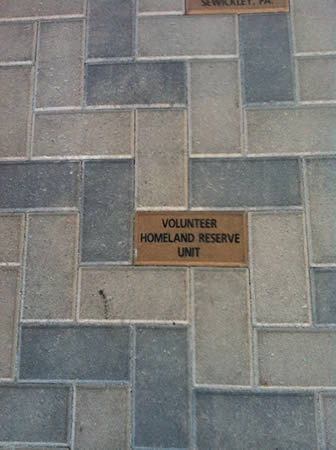 SEWICKLEY, PA.
VOLUNTEER
HOMELAND RESERVE
UNIT